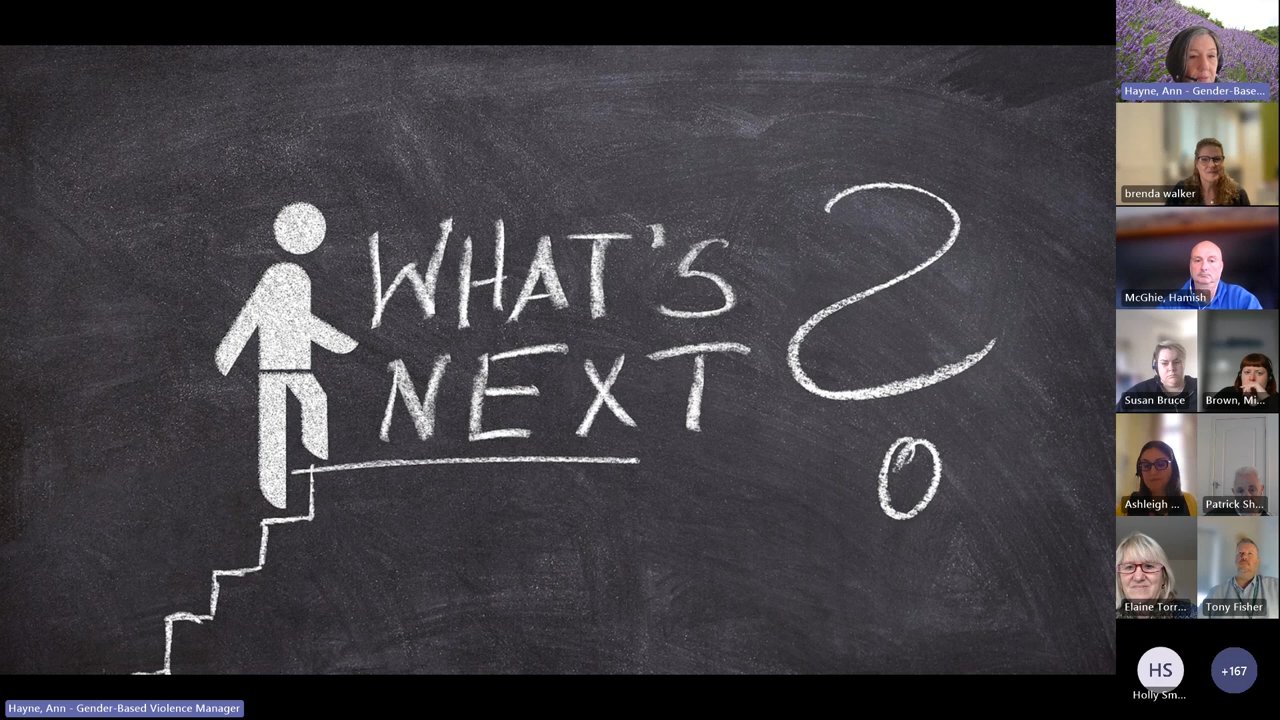 WHAT'S
NEXT ?
Hayne, Ann - Gender-Base...
brenda walker
McGhie, Hamish
Susan Bruce
Brown, Mi...
Ashleigh ...
Patrick Sh...
Elaine Torr...
Tony Fisher
HS
+167
Holly Sm...
Hayne, Ann - Gender-Based Violence Manager